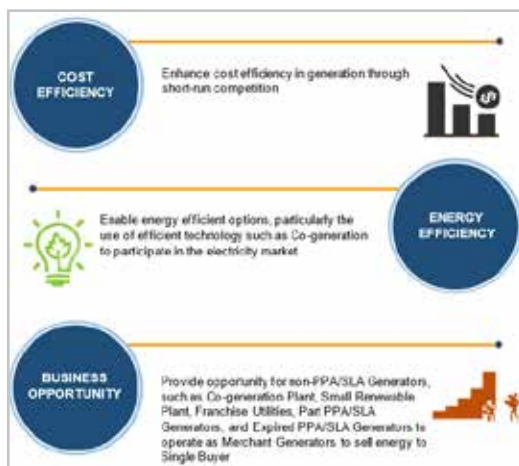 COST
EFFICIENCY
Enhance cost efficiency in generation through
short-run competition
$
Enable energy efficient options, particularly the
use of efficient technology such as Co-generation
to participate in the electricity market
ENERGY
EFFICIENCY
BUSINESS
OPPORTUNITY
Provide opportunity for non-PPA/SLA Generators,
such as Co-generation Plant, Small Renewable
Plant, Franchise Utilities, Part PPA/SLA
Generators, and Expired PPA/SLA Generators to
operate as Merchant Generators to sell energy to
Single Buyer